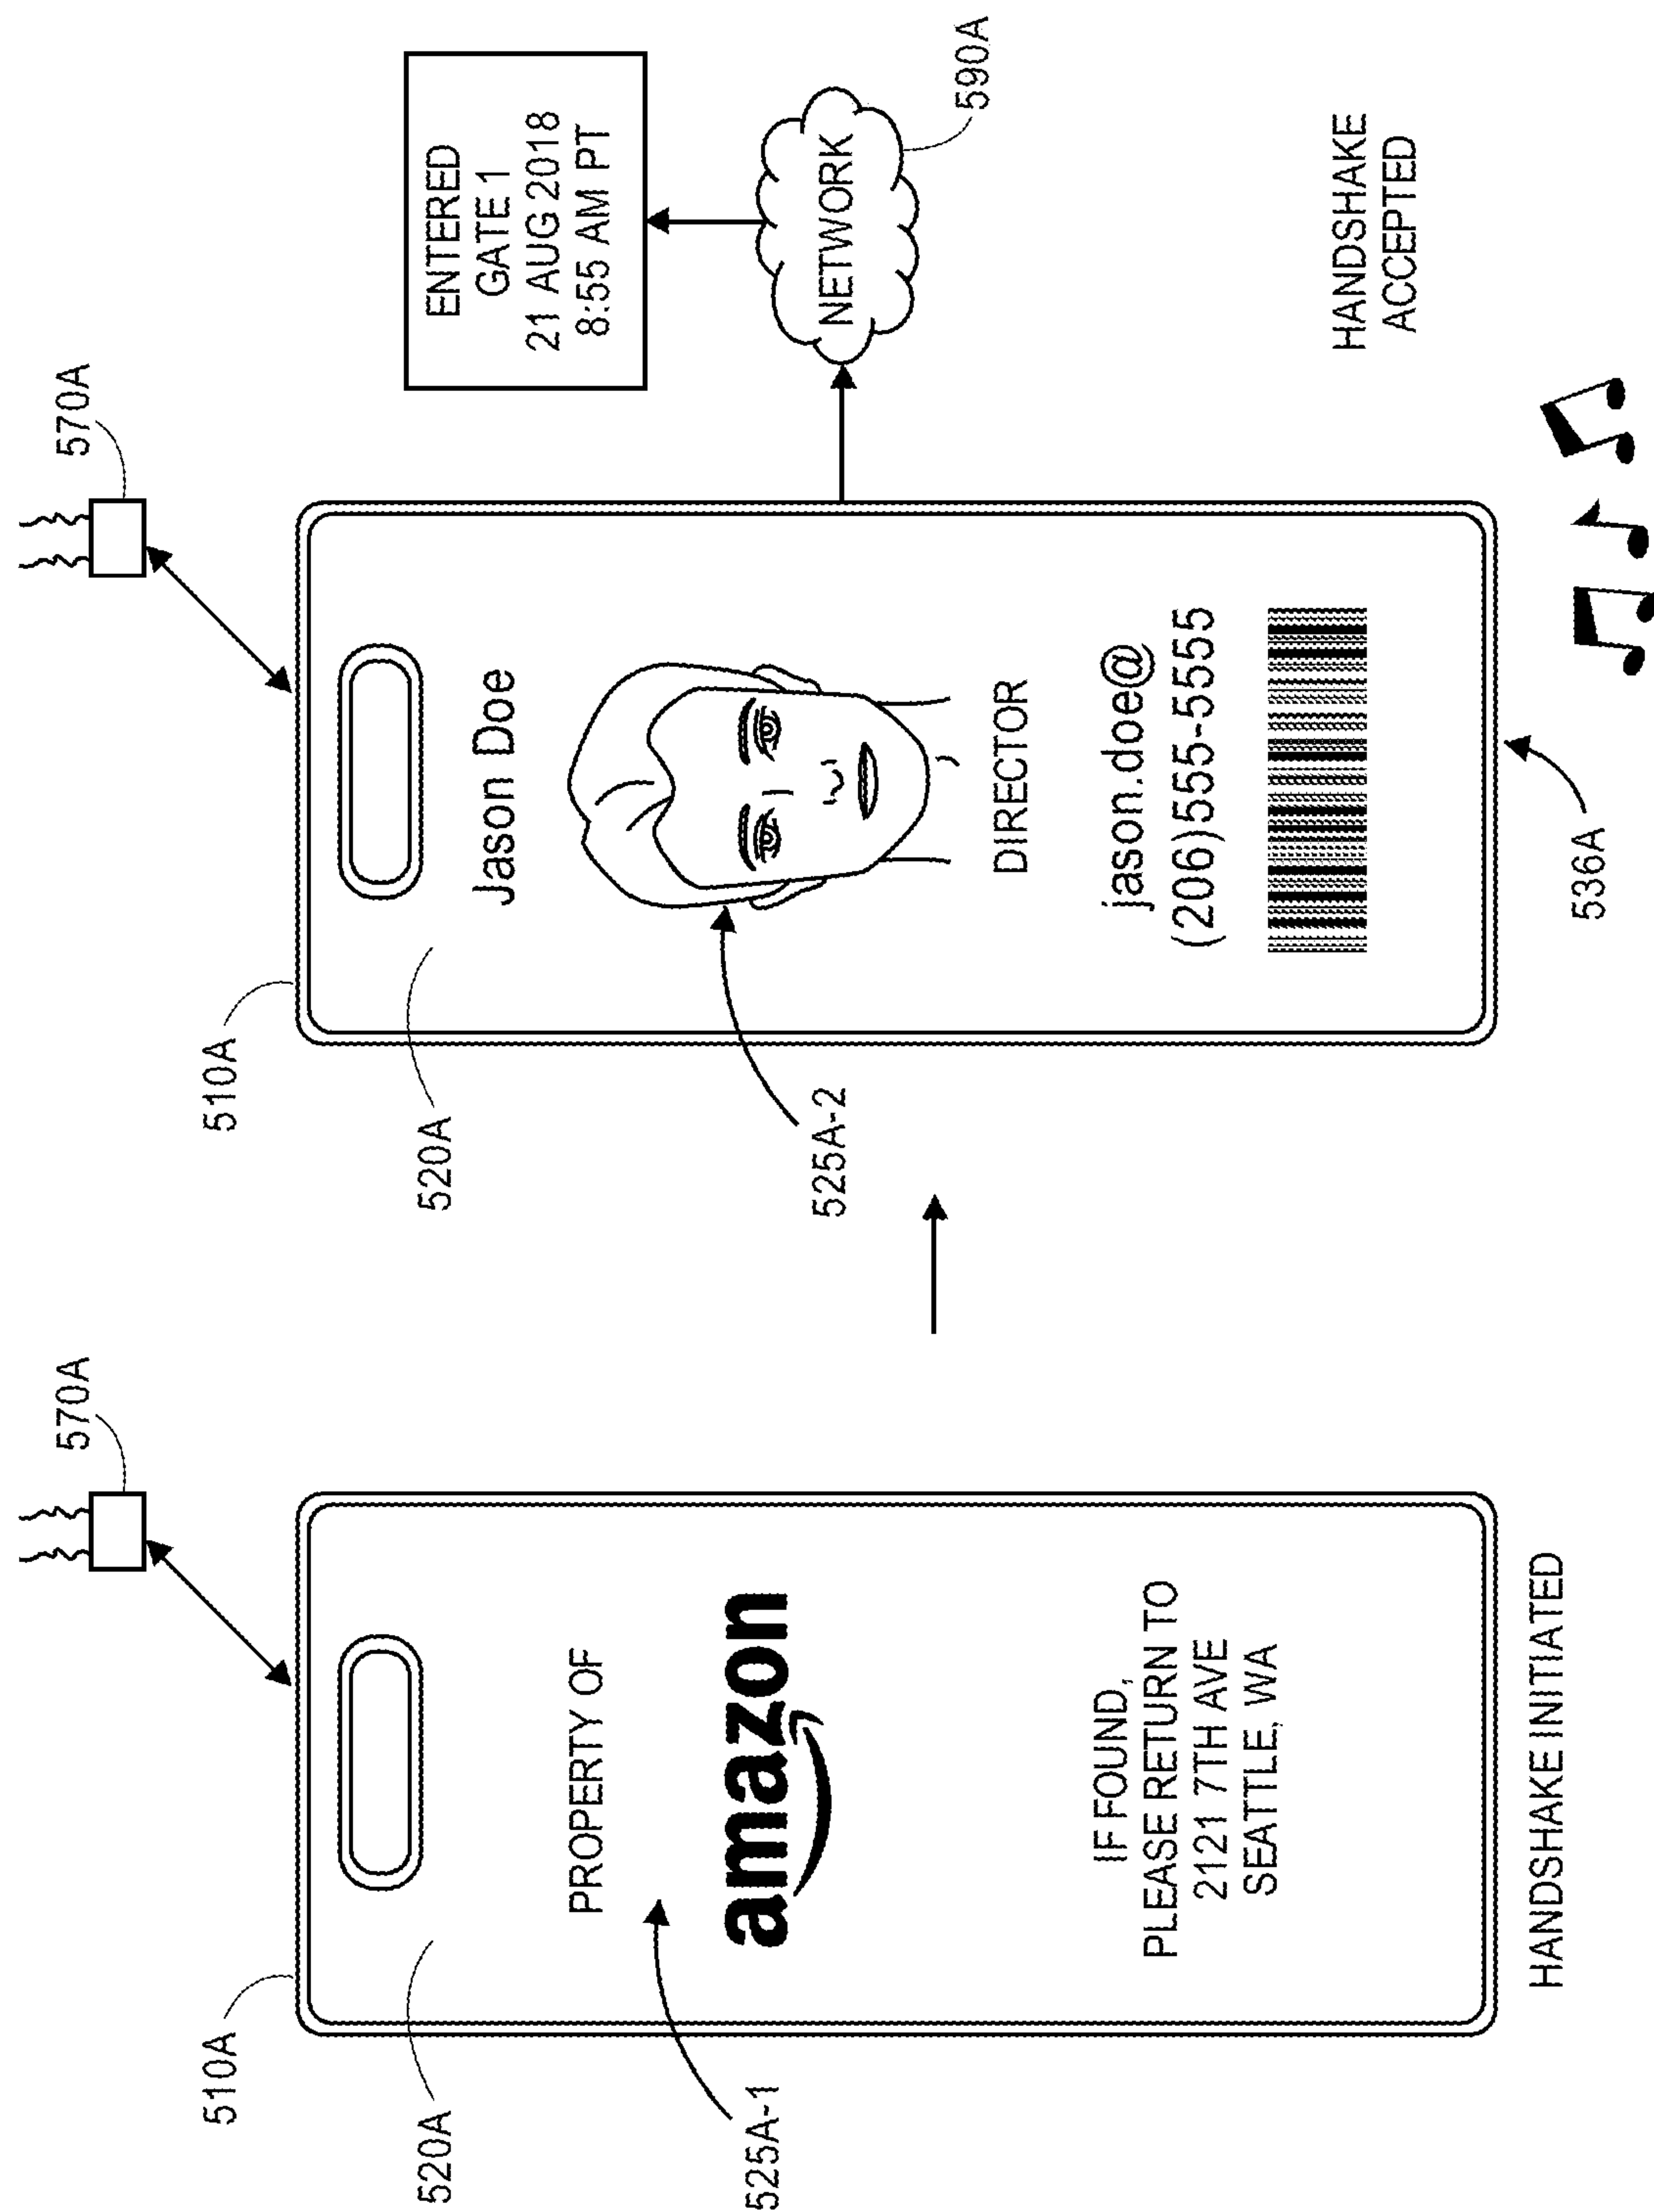 510A
570A
520A
525A-1
PROPERTY OF
amazon
IF FOUND,
PLEASE RETURN TO
2121 7TH AVE
SEATTLE, WA
HANDSHAKE INITIATED
510A
570A
520A
525A-2
Jason Doe
DIRECTOR
jason.doe@
(206)555-5555
536A
ENTERED
GATE 1
21 AUG 2018
8:55 AM PT
NETWORK
590A
HANDSHAKE
ACCEPTED